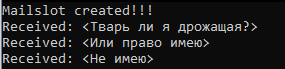 Mailslot created!!!
Received: <Тварь ли я дрожащая?>
Received: <Или право имею>
Received: <Не имею>